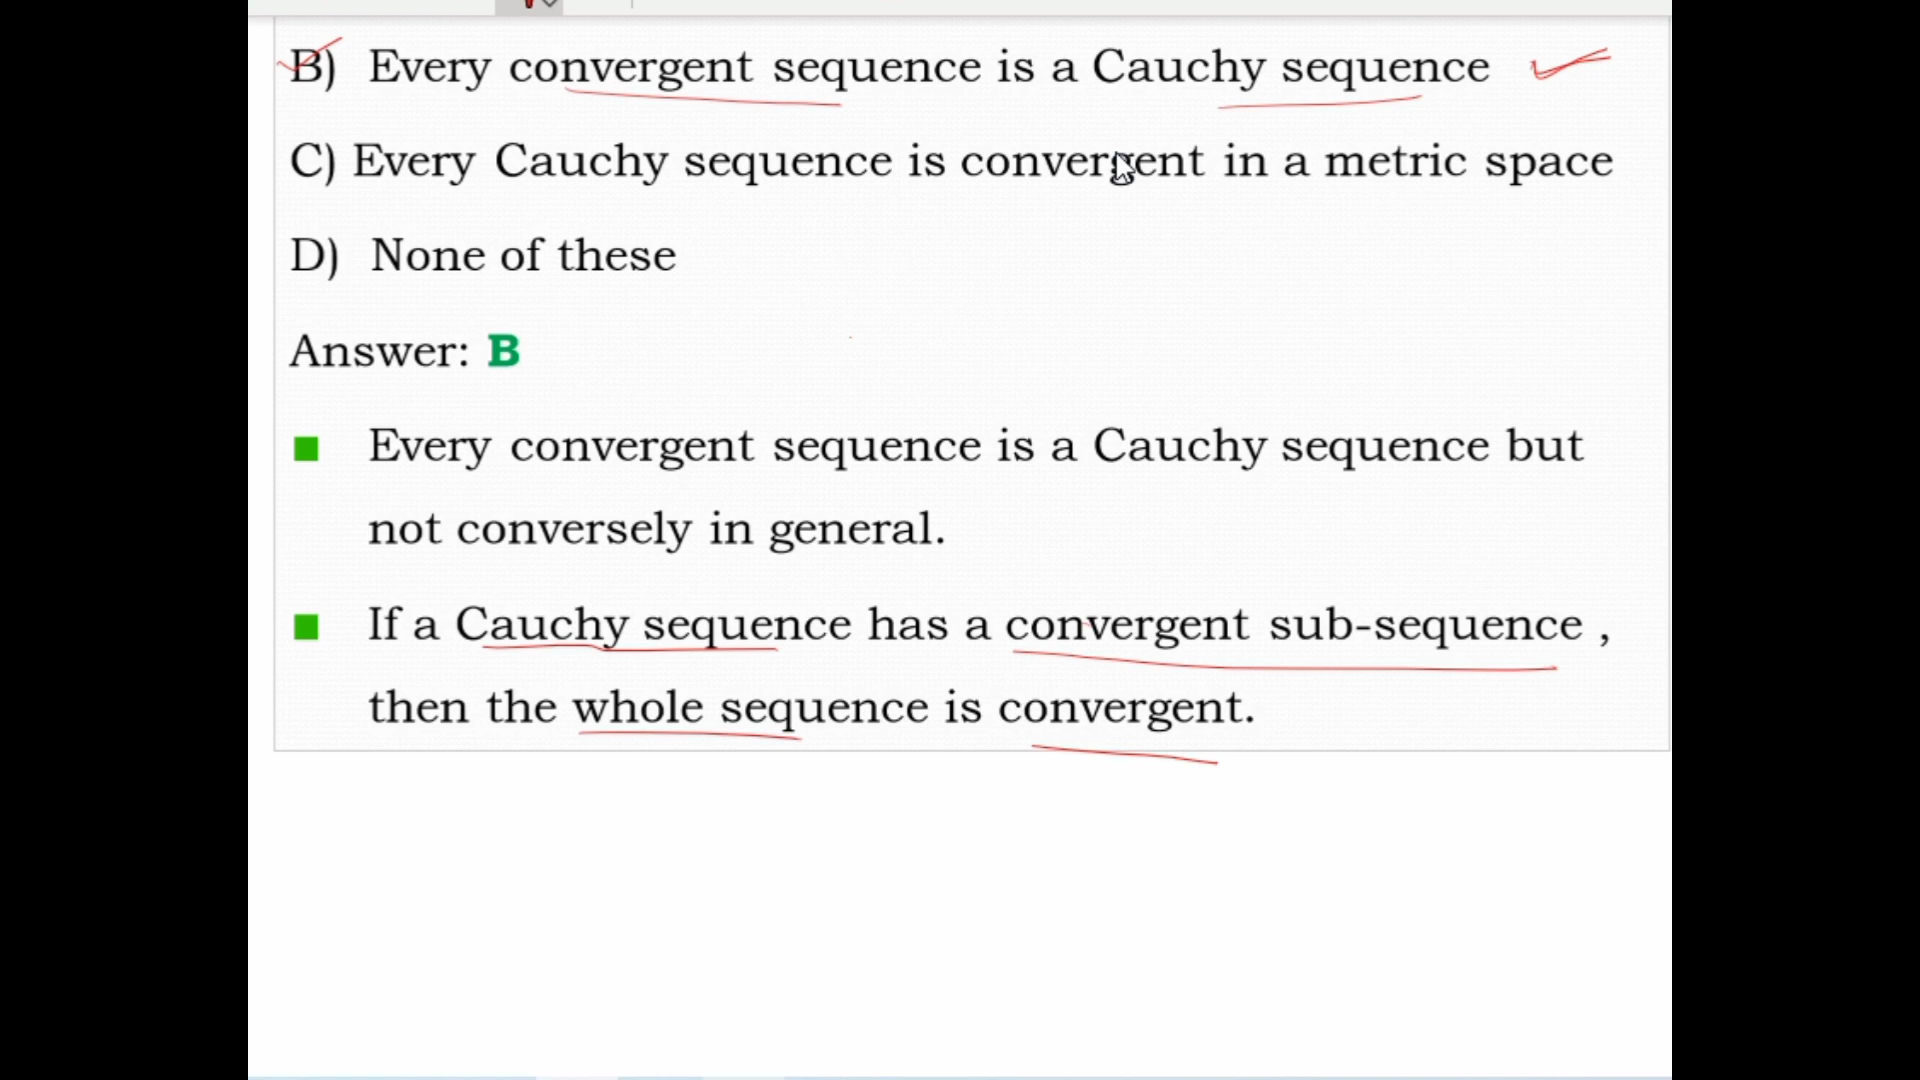 B) Every convergent sequence is a Cauchy sequence
C) Every Cauchy sequence is convergent in a metric space
D) None of these
Answer: B
Every convergent sequence is a Cauchy sequence but
not conversely in general.
If a Cauchy sequence has a convergent sub-sequence ,
then the whole sequence is convergent.